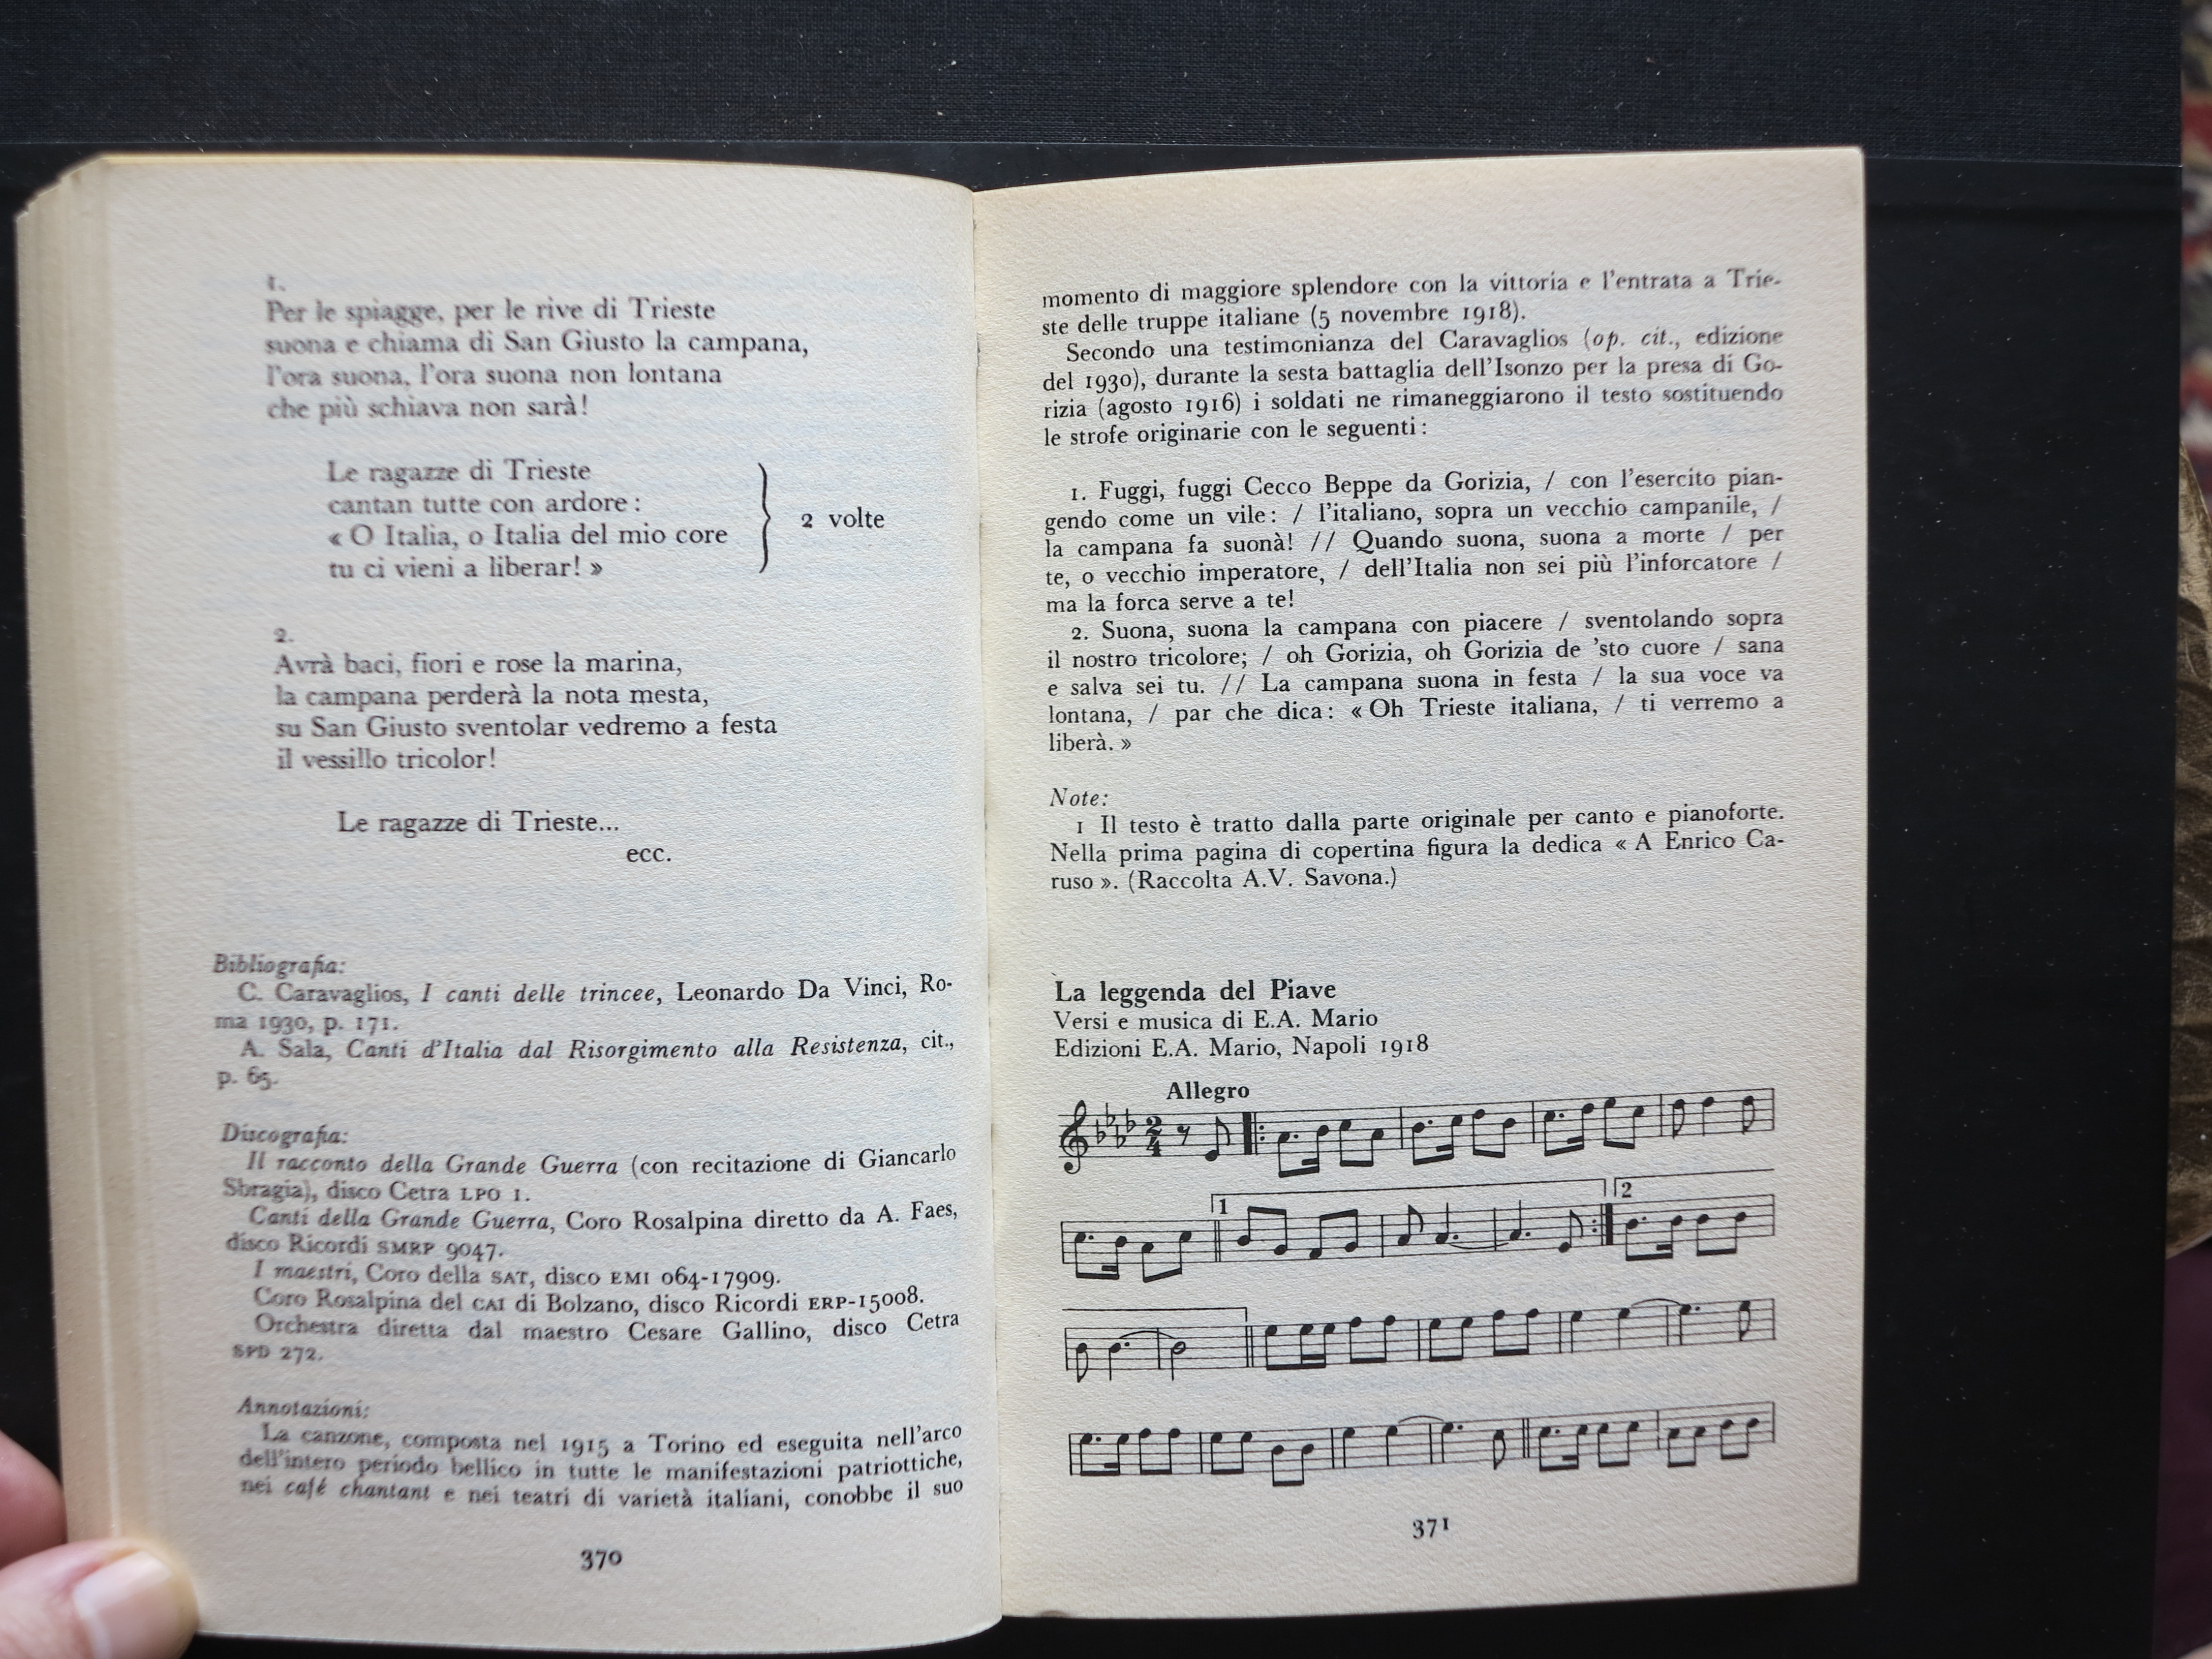 1.
Per le spiagge, per le rive di Trieste
suona e chiama di San Giusto la campana,
l'ora suona, l'ora suona non lontana
che più schiava non sarà!
Le ragazze di Trieste
cantan tutte con ardore :
« O Italia, o Italia del mio core
tu ci vieni a liberar! »
2 volte
2.
Avrà baci, fiori e rose la marina,
la campana perderà la nota mesta,
su San Giusto sventolar vedremo a festa
il vessillo tricolor!
Le ragazze di Trieste...
ecc.
Bibliografia:
C. Caravaglios, I canti delle trincee, Leonardo Da Vinci, Ro-
ma 1930, p. 171.
A. Sala, Canti d'Italia dal Risorgimento alla Resistenza, cit.,
p. 65.
Discografia:
Il racconto della Grande Guerra (con recitazione di Giancarlo
Sbragia), disco Cetra LPO 1.
Canti della Grande Guerra, Coro Rosalpina diretto da A. Faes,
disco Ricordi SMRP 9047.
I maestri, Coro della SAT, disco EMI 064-17909.
Coro Rosalpina del CAI di Bolzano, disco Ricordi ERP-15008.
Orchestra diretta dal maestro Cesare Gallino, disco Cetra
SPD 272.
Annotazioni:
La canzone, composta nel 1915 a Torino ed eseguita nell'arco
dell'intero periodo bellico in tutte le manifestazioni patriottiche,
nei café chantant e nei teatri di varietà italiani, conobbe il suo
370
momento di maggiore splendore con la vittoria e l'entrata a Trie-
ste delle truppe italiane (5 novembre 1918).
Secondo una testimonianza del Caravaglios (op. cit., edizione
del 1930), durante la sesta battaglia dell'Isonzo per la presa di Go-
rizia (agosto 1916) i soldati ne rimaneggiarono il testo sostituendo
le strofe originarie con le seguenti :
1. Fuggi, fuggi Cecco Beppe da Gorizia, / con l'esercito pian-
gendo come un vile : / l'italiano, sopra un vecchio campanile, /
la campana fa suonà! // Quando suona, suona a morte / per
te, o vecchio imperatore, / dell'Italia non sei più l'inforcatore /
ma la forca serve a te!
2. Suona, suona la campana con piacere / sventolando sopra
il nostro tricolore; / oh Gorizia, oh Gorizia de 'sto cuore / sana
e salva sei tu. // La campana suona in festa / la sua voce va
lontana, / par che dica : « Oh Trieste italiana, / ti verremo a
liberà. »
Note:
1 Il testo è tratto dalla parte originale per canto e pianoforte.
Nella prima pagina di copertina figura la dedica « A Enrico Ca-
ruso ». (Raccolta A.V. Savona.)
La leggenda del Piave
Versi e musica di E.A. Mario
Edizioni E.A. Mario, Napoli 1918
Allegro
2
4
1
2
371